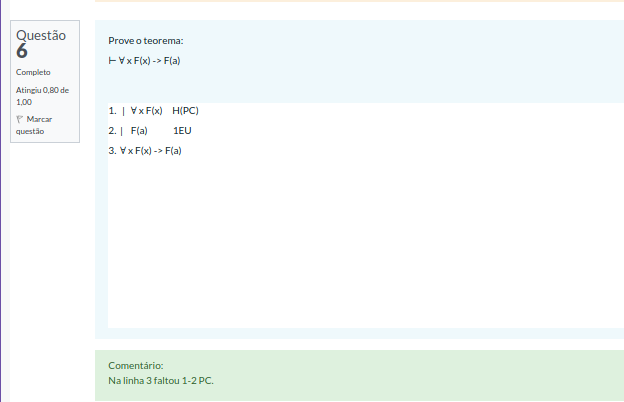 Questão
6
Completo
Atingiu 0,80 de
1,00
Marcar
questão
Prove o teorema:
⊢ ∀ x F(x) -> F(a)
1. | ∀ x F(x) H(PC)
2. | F(a) 1EU
3. ∀ x F(x) -> F(a)
Comentário:
Na linha 3 faltou 1-2 PC.